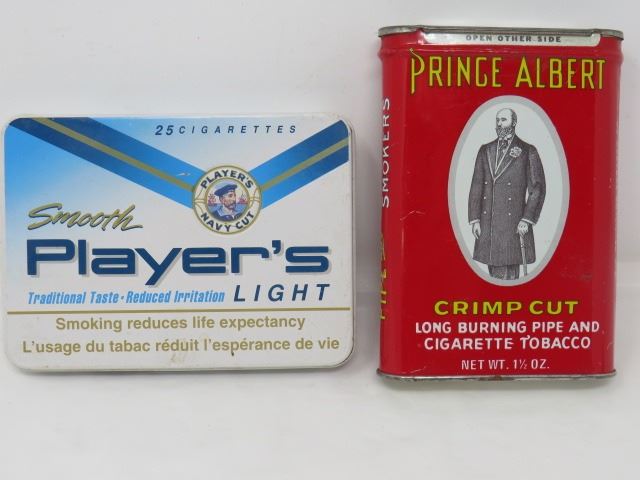 25 CIGARETTES
PLAYER'S
NAVY CUT
Smooth
Player's
Traditional Taste • Reduced Irritation LIGHT
Smoking reduces life expectancy
L'usage du tabac réduit l'espérance de vie
OPEN OTHER SIDE
PRINCE ALBERT
PIPE
SMOKERS
CRIMP CUT
LONG BURNING PIPE AND
CIGARETTE TOBACCO
NET WT. 1½ OZ.